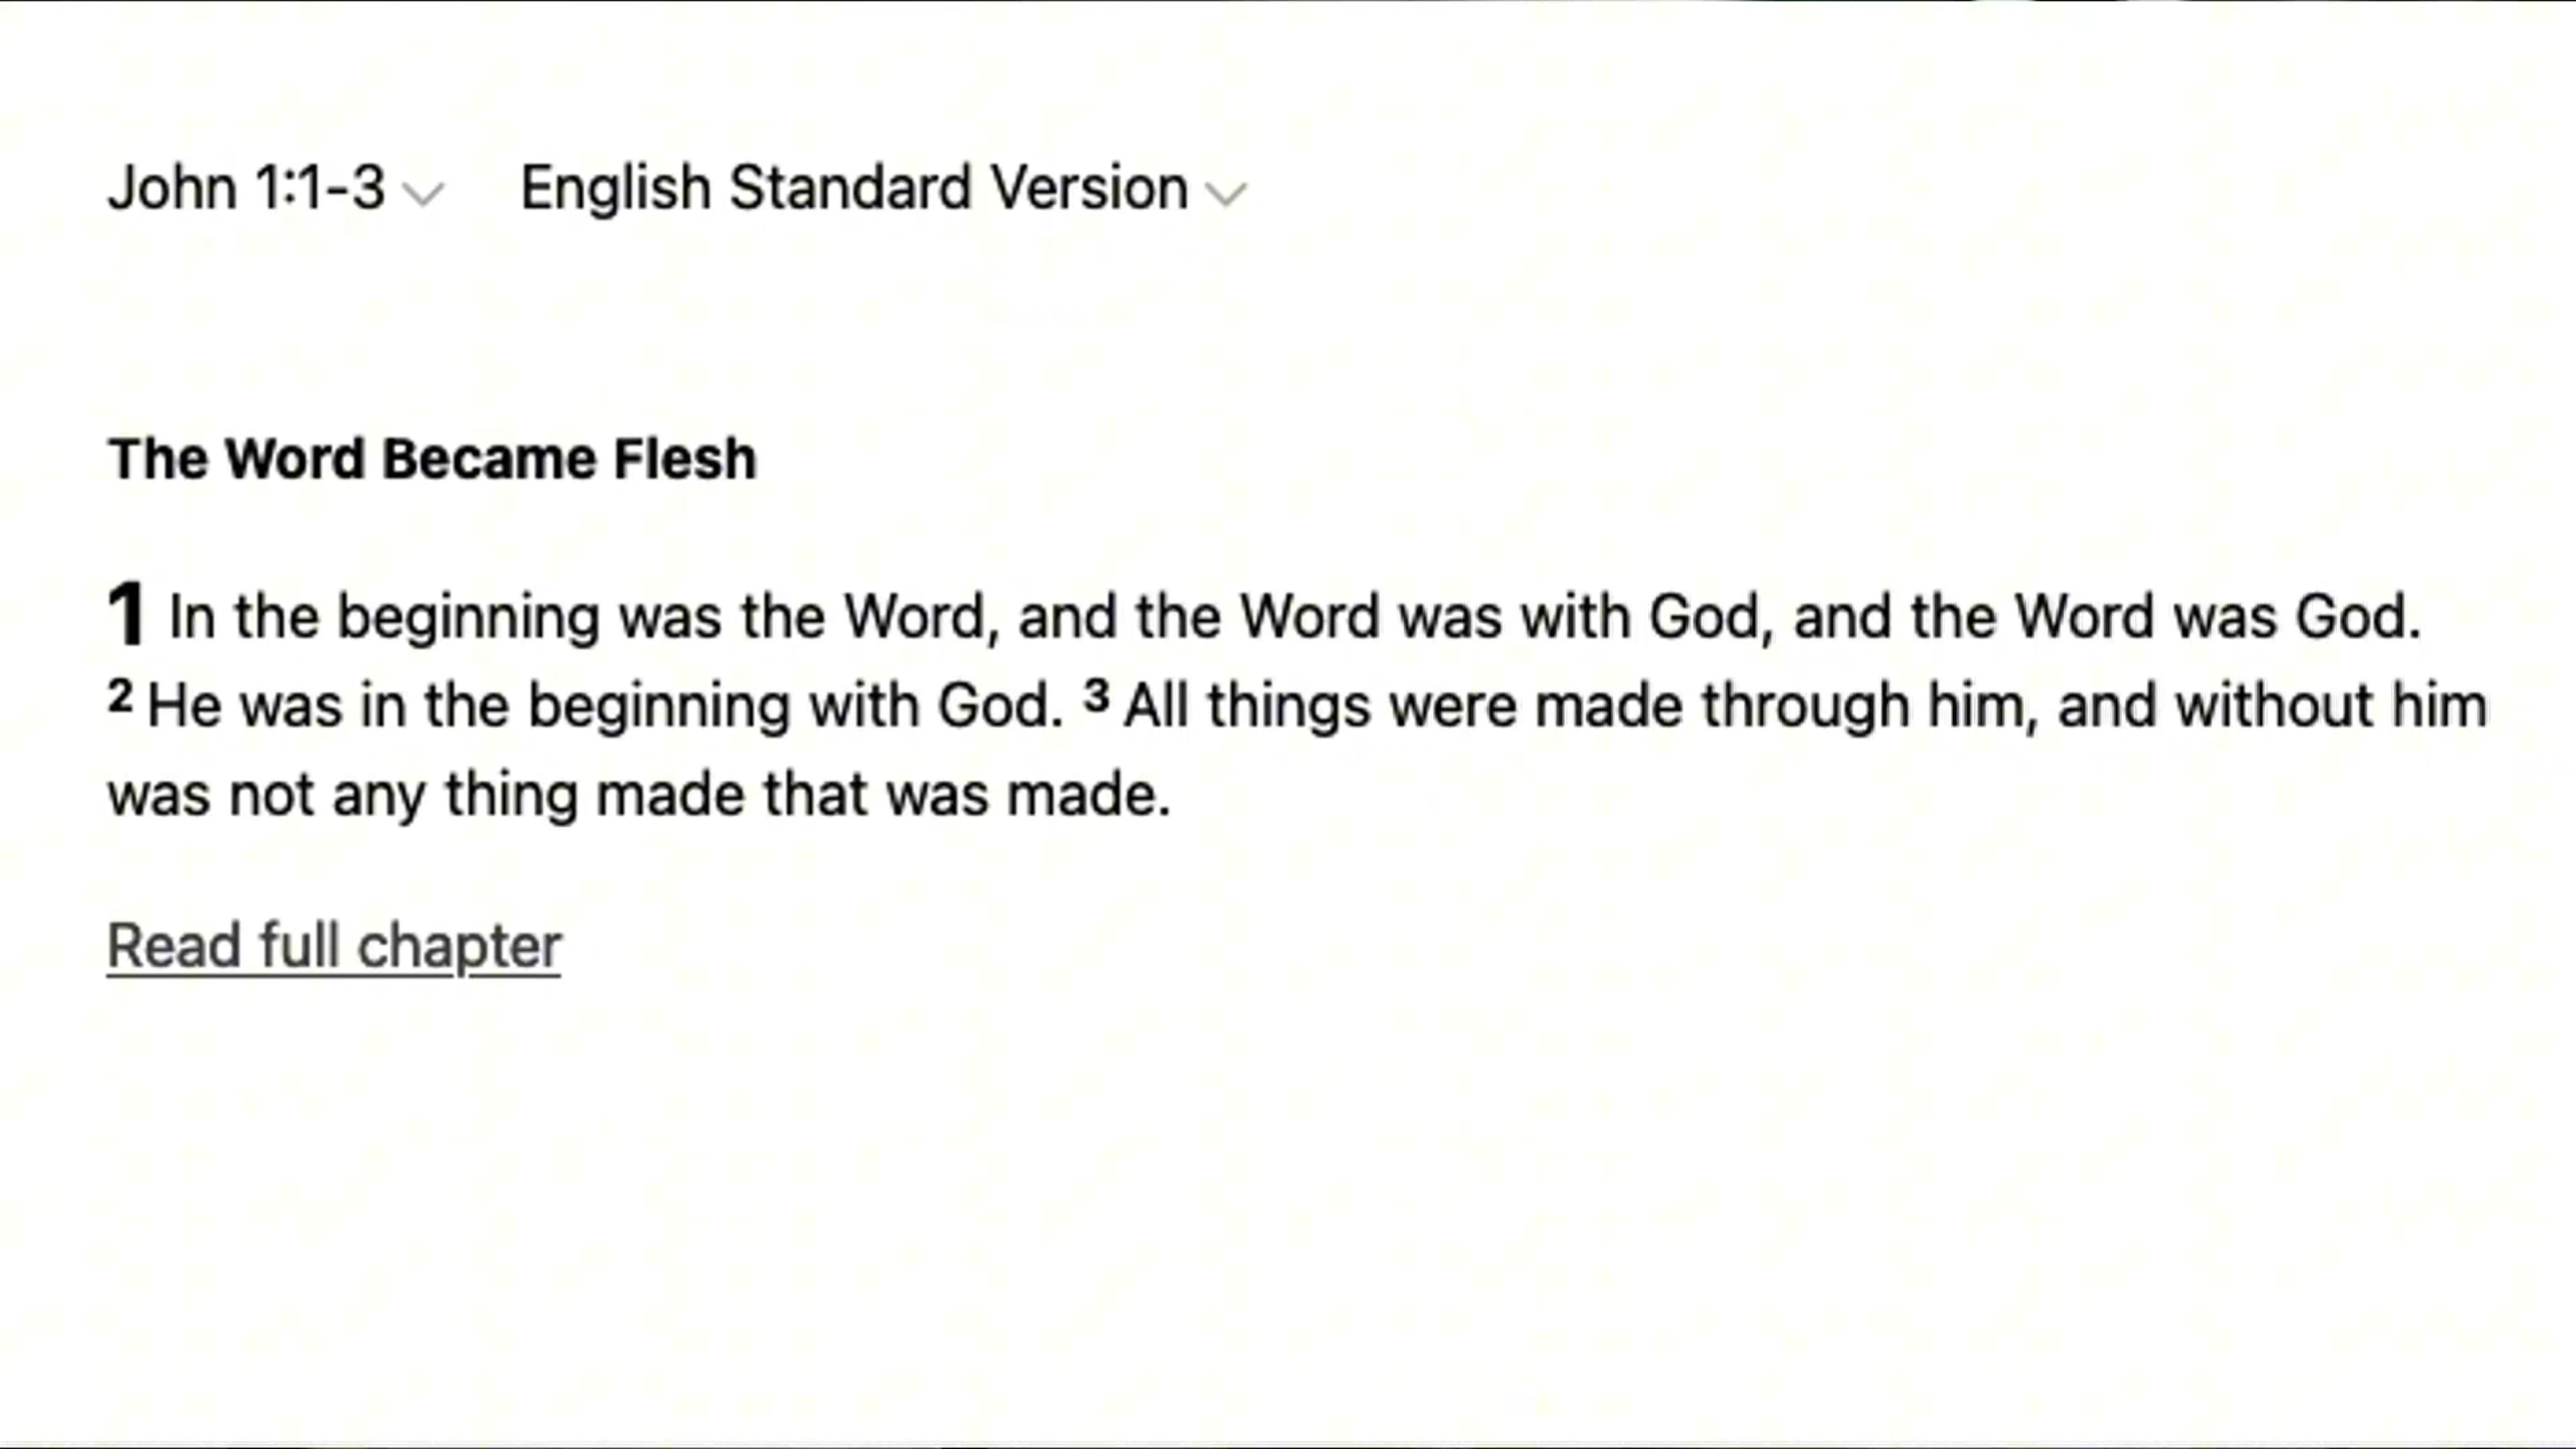 John 1:1-3 English Standard Version
The Word Became Flesh
1 In the beginning was the Word, and the Word was with God, and the Word was God.
2 He was in the beginning with God. 3 All things were made through him, and without him
was not any thing made that was made.
Read full chapter